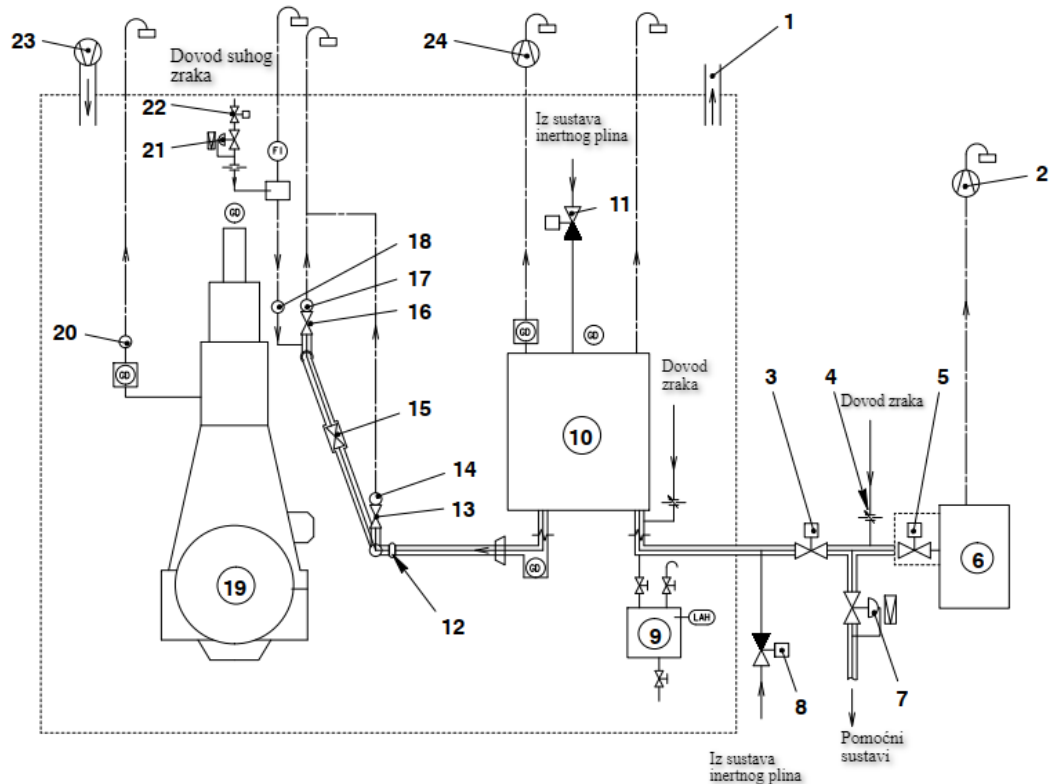 23
Dovod suhog
zraka
24
1
22
Iz sustava
inertnog plina
21
FI
2
GD
11
18
17
16
20
GD
GD
GD
Dovod
zraka
3
4
5
Dovod zraka
10
15
14
13
6
GD
19
12
9
LAH
7
8
Pomoćni
sustavi
Iz sustava
inertnog plina